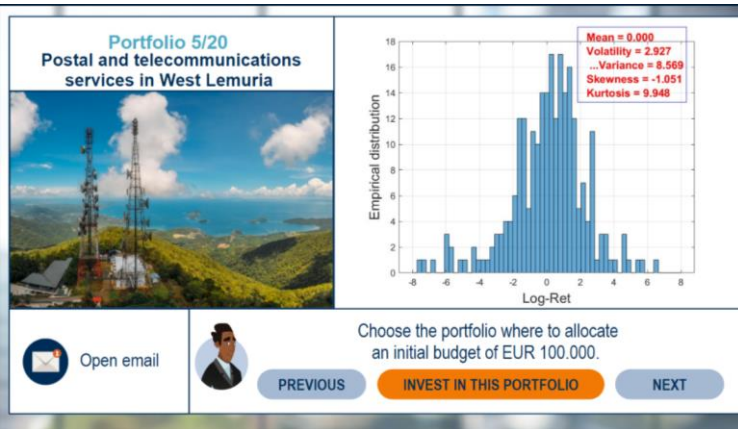 Portfolio 5/20
Postal and telecommunications
services in West Lemuria
Mean = 0.000
Volatility = 2.927
...Variance = 8.569
Skewness = -1.051
Kurtosis = 9.948
18
16
14
12
10
8
6
4
2
0
Empirical distribution
-8 -6 -4 -2 0 2 4 6 8
Log-Ret
1
Open email
Choose the portfolio where to allocate
an initial budget of EUR 100.000.
PREVIOUS
INVEST IN THIS PORTFOLIO
NEXT